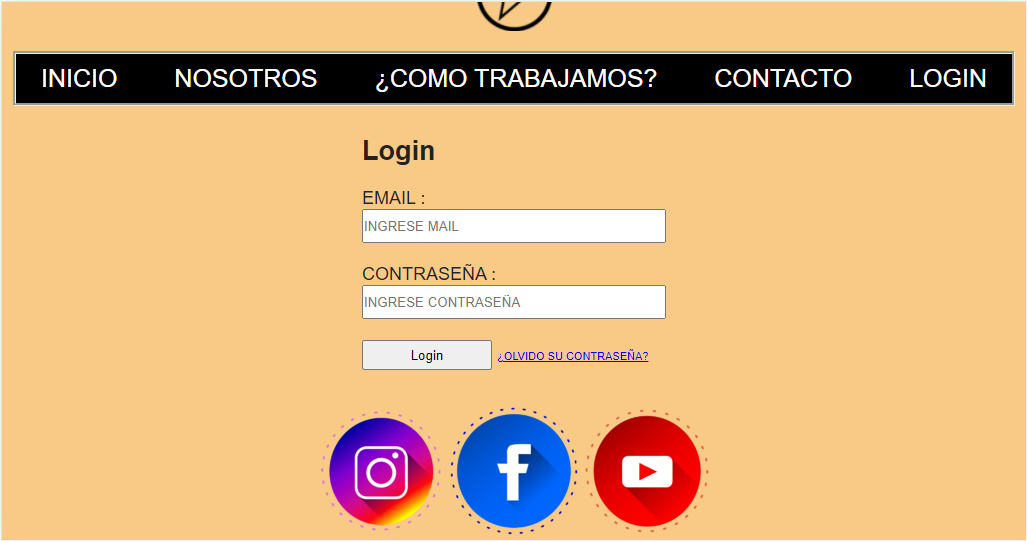 INICIO NOSOTROS ¿COMO TRABAJAMOS? CONTACTO LOGIN
Login
EMAIL :
INGRESE MAIL
CONTRASEÑA :
INGRESE CONTRASEÑA
Login ¿OLVIDO SU CONTRASEÑA?